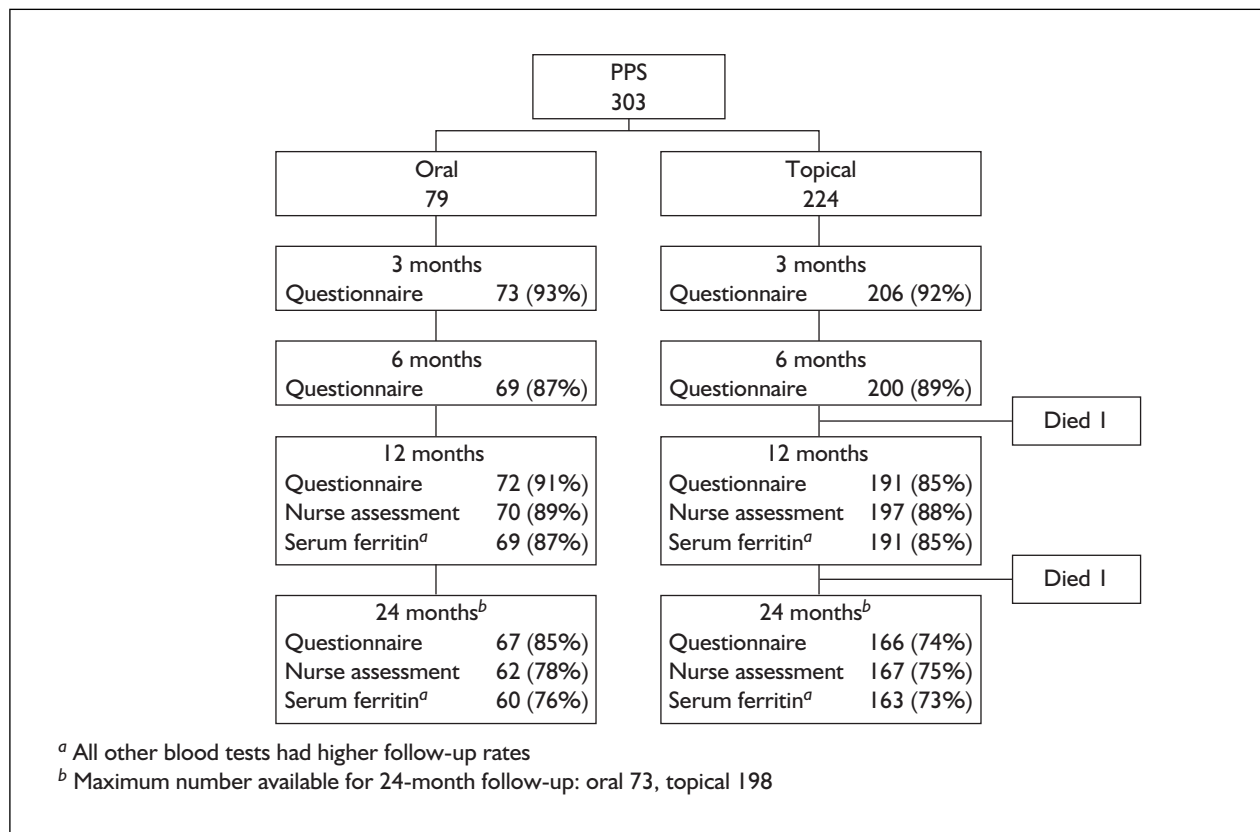 PPS
303
Oral
79
Topical
224
3 months
Questionnaire 73 (93%)
3 months
Questionnaire 206 (92%)
6 months
Questionnaire 69 (87%)
6 months
Questionnaire 200 (89%)
Died 1
12 months
Questionnaire 72 (91%)
Nurse assessment 70 (89%)
Serum ferritin^a 69 (87%)
12 months
Questionnaire 191 (85%)
Nurse assessment 197 (88%)
Serum ferritin^a 191 (85%)
Died 1
24 months^b
Questionnaire 67 (85%)
Nurse assessment 62 (78%)
Serum ferritin^a 60 (76%)
24 months^b
Questionnaire 166 (74%)
Nurse assessment 167 (75%)
Serum ferritin^a 163 (73%)
^a All other blood tests had higher follow-up rates
^b Maximum number available for 24-month follow-up: oral 73, topical 198